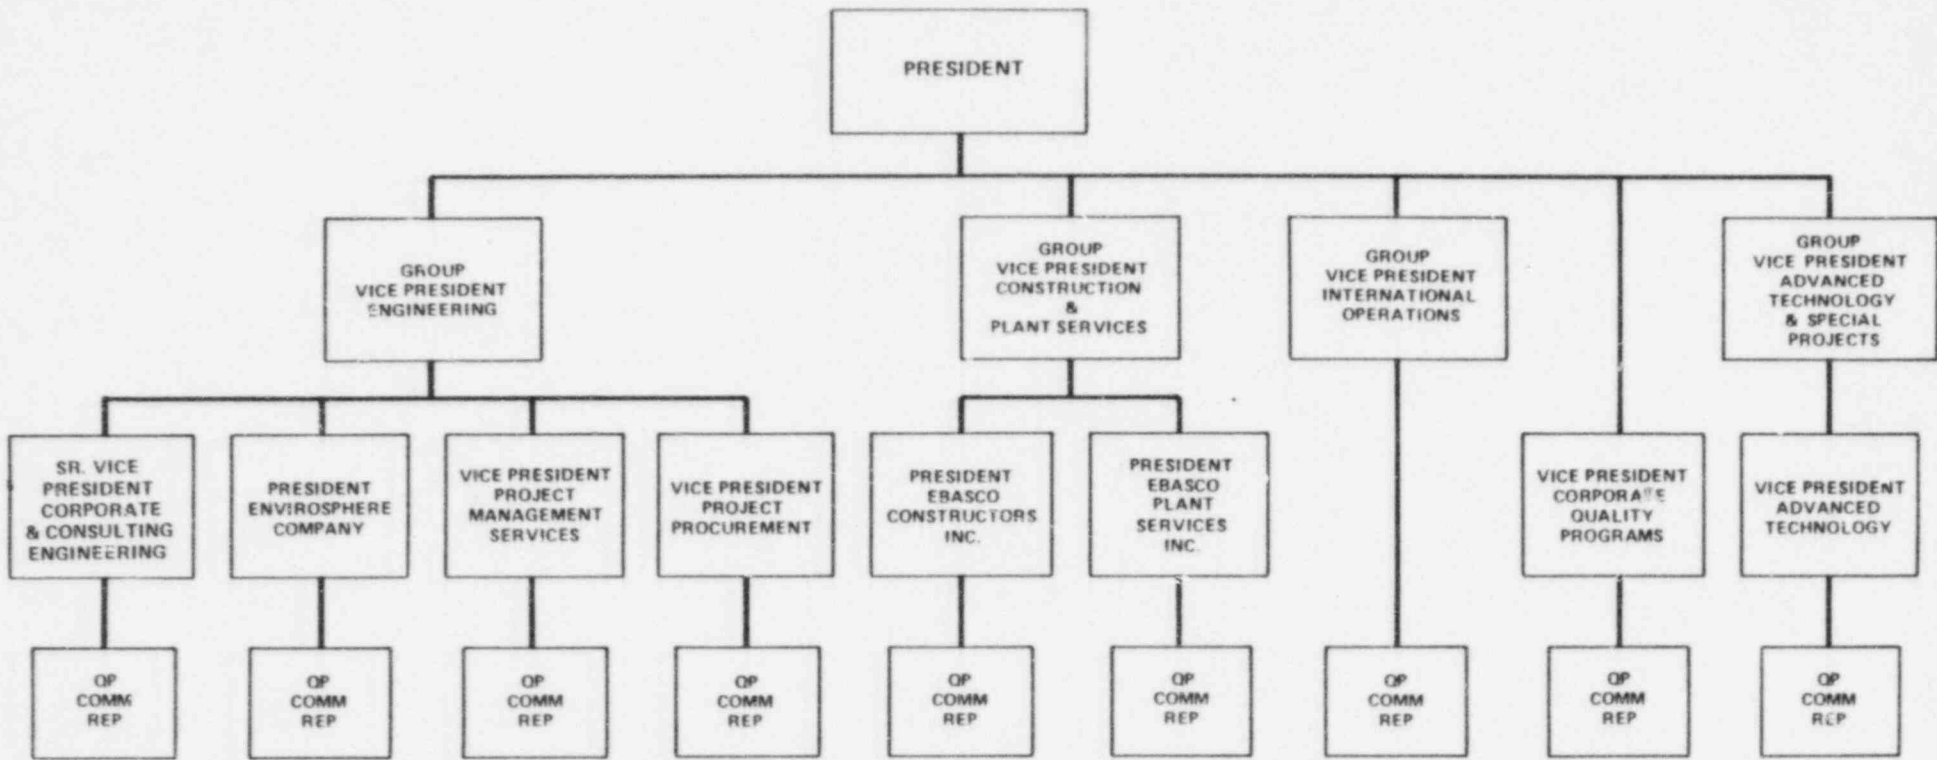 PRESIDENT
GROUP
VICE PRESIDENT
ENGINEERING
GROUP
VICE PRESIDENT
CONSTRUCTION
&
PLANT SERVICES
GROUP
VICE PRESIDENT
INTERNATIONAL
OPERATIONS
GROUP
VICE PRESIDENT
ADVANCED
TECHNOLOGY
& SPECIAL
PROJECTS
SR. VICE
PRESIDENT
CORPORATE
& CONSULTING
ENGINEERING
PRESIDENT
ENVIROSPHERE
COMPANY
VICE PRESIDENT
PROJECT
MANAGEMENT
SERVICES
VICE PRESIDENT
PROJECT
PROCUREMENT
PRESIDENT
EBASCO
CONSTRUCTORS
INC.
PRESIDENT
EBASCO
PLANT
SERVICES
INC.
VICE PRESIDENT
CORPORATE
QUALITY
PROGRAMS
VICE PRESIDENT
ADVANCED
TECHNOLOGY
QP
COMM
REP
QP
COMM
REP
QP
COMM
REP
QP
COMM
REP
QP
COMM
REP
QP
COMM
REP
QP
COMM
REP
QP
COMM
REP
QP
COMM
REP